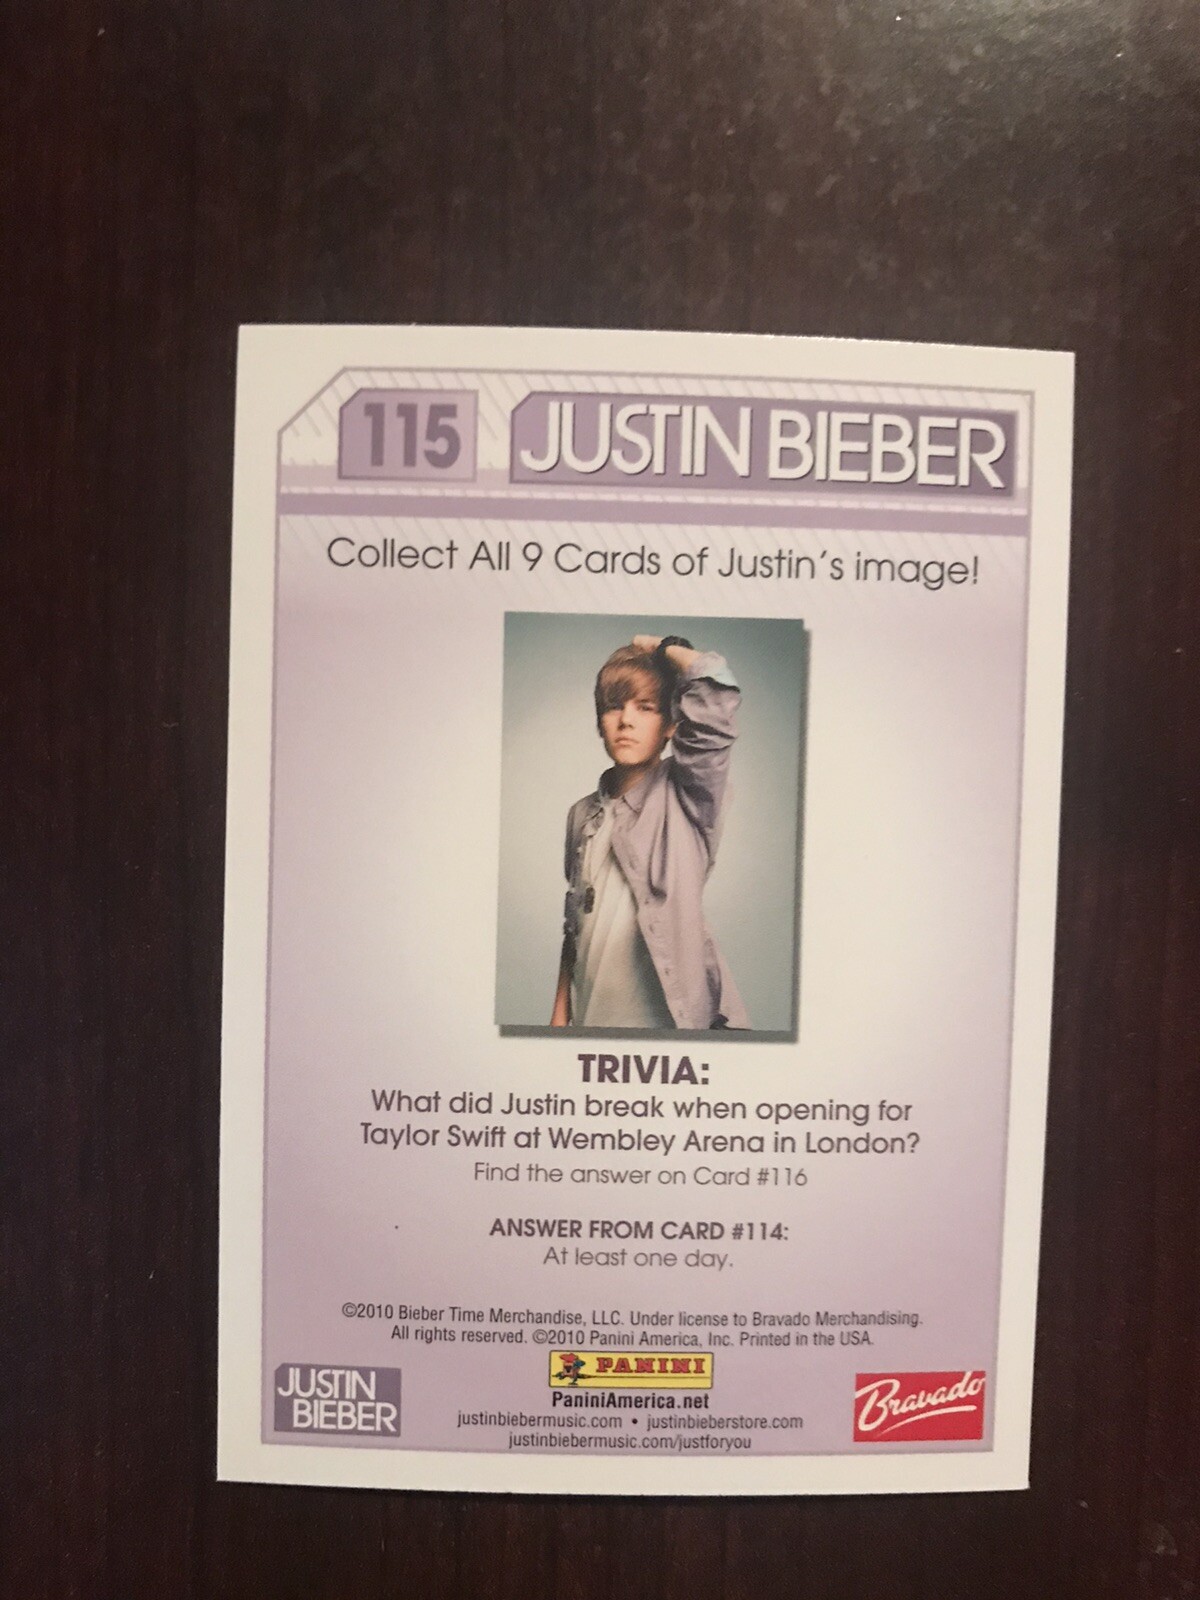 115
JUSTIN BIEBER
Collect All 9 Cards of Justin's image!
TRIVIA:
What did Justin break when opening for
Taylor Swift at Wembley Arena in London?
Find the answer on Card #116
ANSWER FROM CARD #114:
At least one day.
©2010 Bieber Time Merchandise, LLC. Under license to Bravado Merchandising.
All rights reserved. ©2010 Panini America, Inc. Printed in the USA.
PANINI
JUSTIN
BIEBER
PaniniAmerica.net
justinbiebermusic.com • justinbieberstore.com
justinbiebermusic.com/justforyou
Bravado